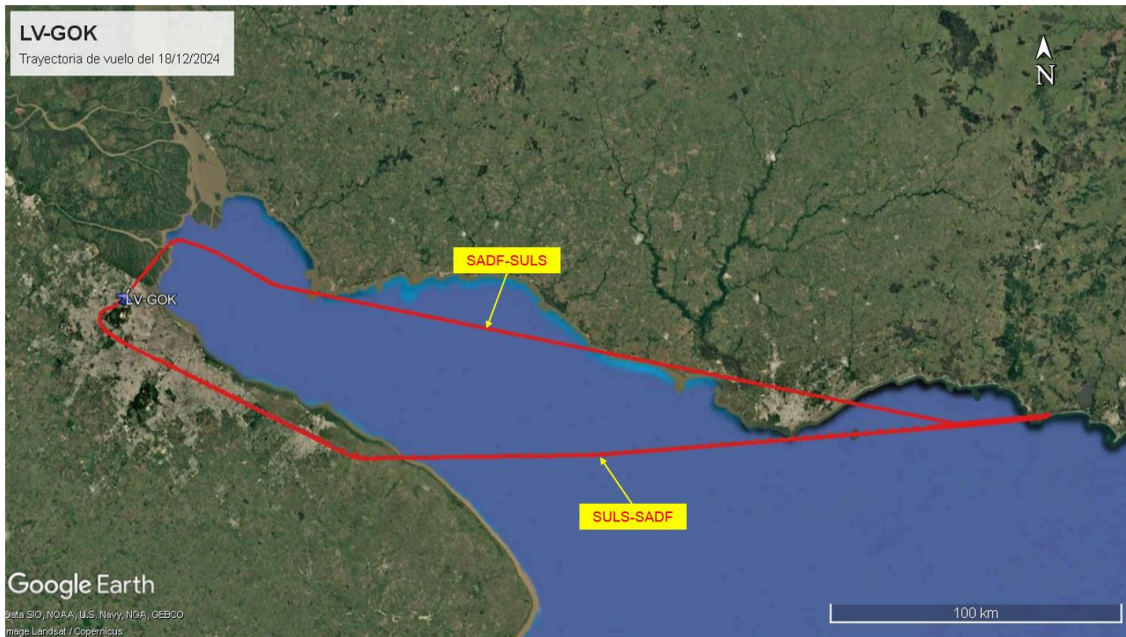 LV-GOK
Trayectoria de vuelo del 18/12/2024
N
SADF-SULS
LV-GOK
SULS-SADF
Google Earth
Data SIO, NOAA, U.S. Navy, NGA, GEBCO
Image Landsat / Copernicus
100 km